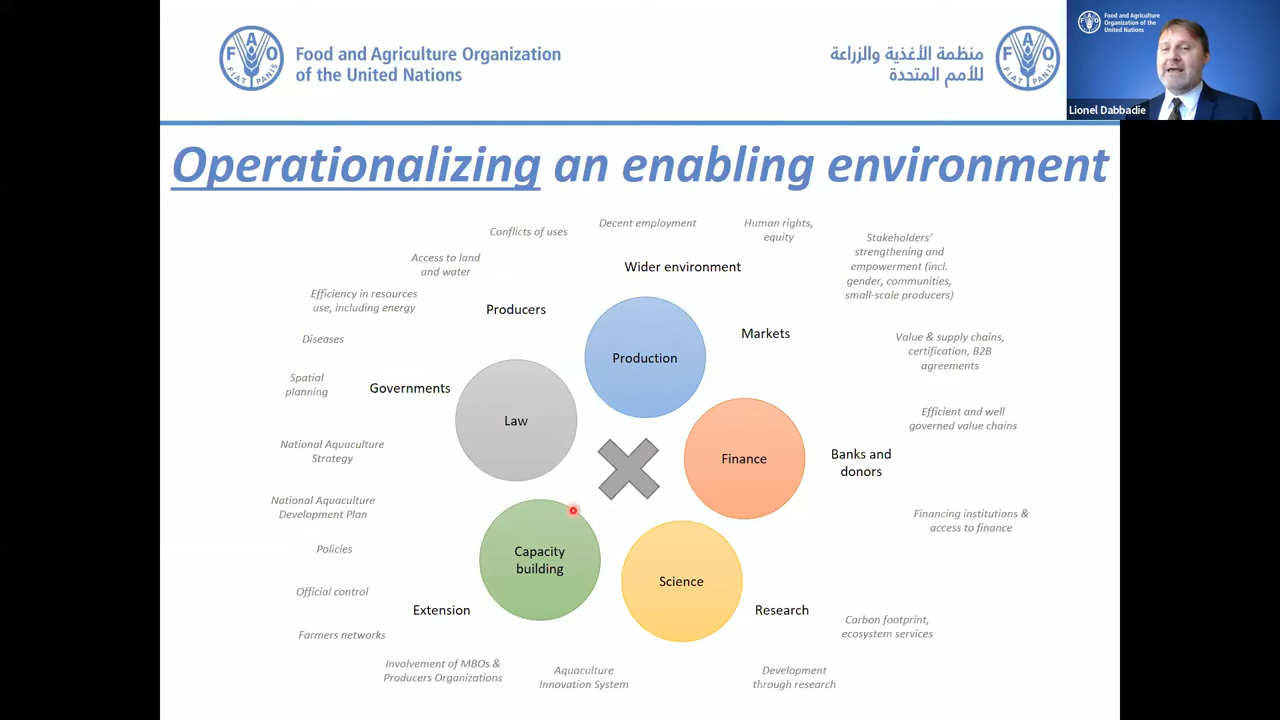 Food and Agriculture Organization
of the United Nations
منظمة الأغذية والزراعة
للأمم المتحدة
F A O
FIAT PANIS
F A O
FIAT PANIS
Food and Agriculture
Organization of the
United Nations
Lionel Dabbadie
Operationalizing an enabling environment
Conflicts of uses
Decent employment
Human rights,
equity
Stakeholders’
strengthening and
empowerment (incl.
gender, communities,
small-scale producers)
Access to land
and water
Wider environment
Efficiency in resources
use, including energy
Producers
Markets
Diseases
Value & supply chains,
certification, B2B
agreements
Production
Spatial
planning
Governments
Law
Efficient and well
governed value chains
National Aquaculture
Strategy
Finance
Banks and
donors
National Aquaculture
Development Plan
Financing institutions &
access to finance
Policies
Capacity
building
Science
Official control
Extension
Research
Carbon footprint,
ecosystem services
Farmers networks
Involvement of MBOs &
Producers Organizations
Aquaculture
Innovation System
Development
through research